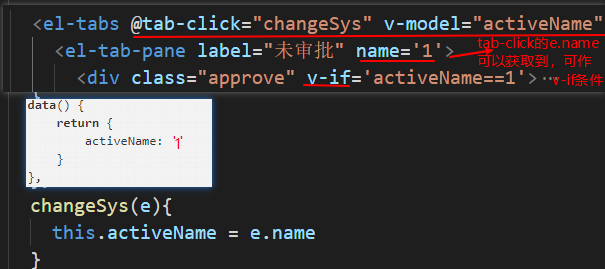 <el-tabs @tab-click="changeSys" v-model="activeName"
<el-tab-pane label="未审批" name='1'>
tab-click的e.name
可以获取到，可作
v-if条件
<div class="approve" v-if='activeName==1'>…
data() {
return {
activeName: '1'
}
},
changeSys(e){
this.activeName = e.name
}